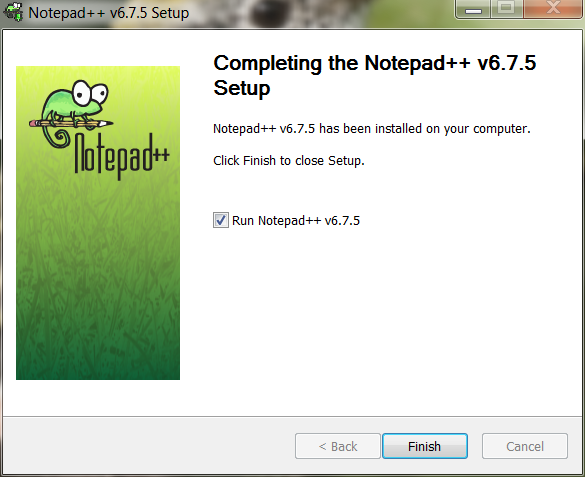 Notepad++ v6.7.5 Setup
Completing the Notepad++ v6.7.5
Setup
Notepad++
Notepad++ v6.7.5 has been installed on your computer.
Click Finish to close Setup.
Run Notepad++ v6.7.5
< Back
Finish
Cancel